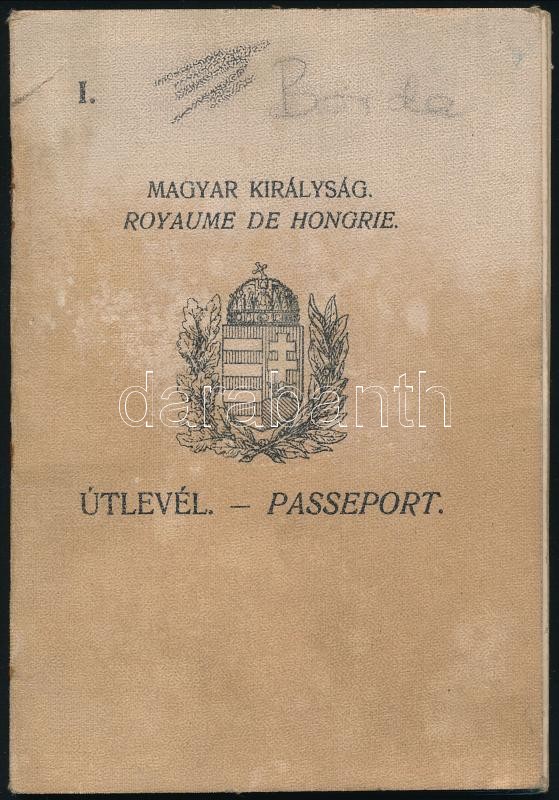 I.
Borda
MAGYAR KIRÁLYSÁG.
ROYAUME DE HONGRIE.
darabanth
ÚTLEVÉL. — PASSEPORT.